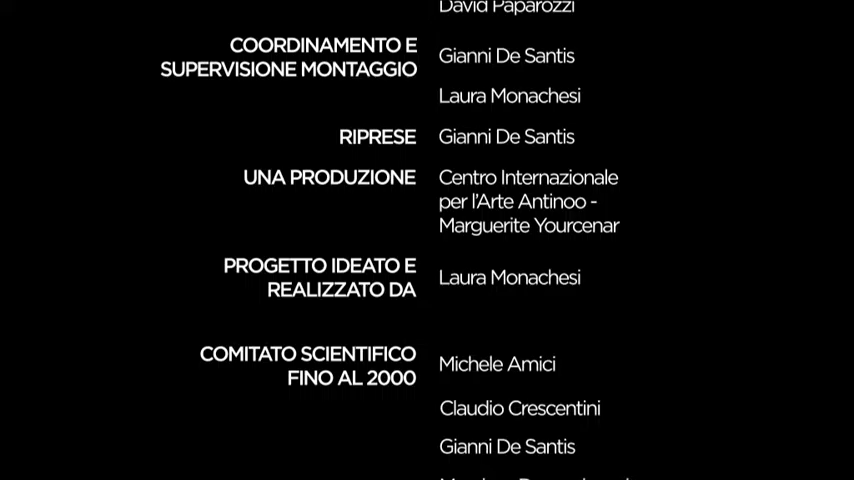 David Paparozzi
COORDINAMENTO E
SUPERVISIONE MONTAGGIO
Gianni De Santis
Laura Monachesi
RIPRESE
Gianni De Santis
UNA PRODUZIONE
Centro Internazionale
per l'Arte Antinoo -
Marguerite Yourcenar
PROGETTO IDEATO E
REALIZZATO DA
Laura Monachesi
COMITATO SCIENTIFICO
FINO AL 2000
Michele Amici
Claudio Crescentini
Gianni De Santis